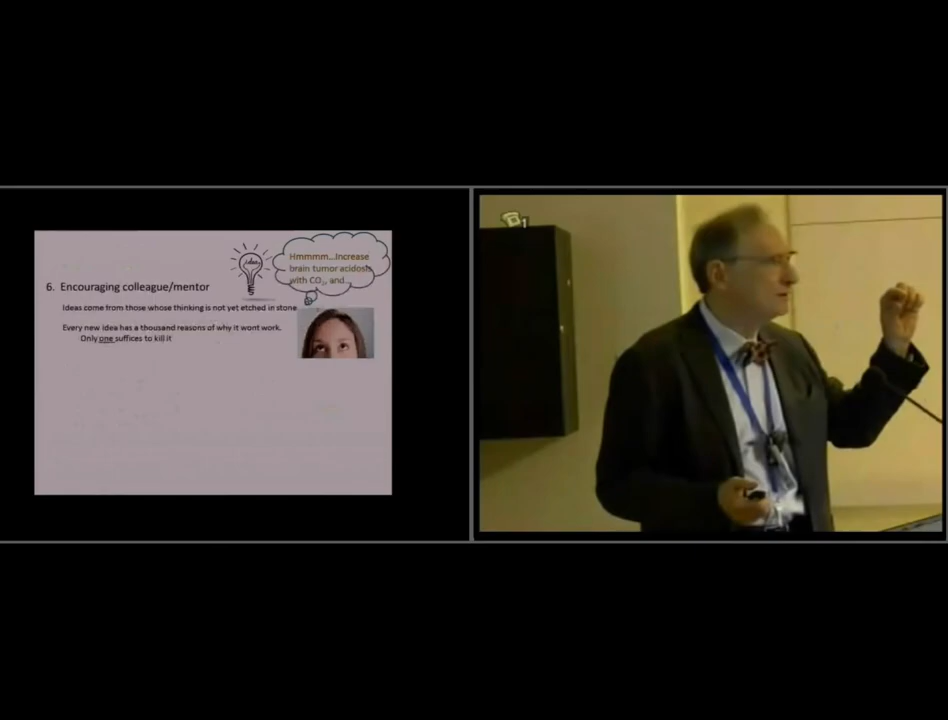 idea
Hmmmm...Increase
brain tumor acidosis
with CO₂, and...
6. Encouraging colleague/mentor
Ideas come from those whose thinking is not yet etched in stone
Every new idea has a thousand reasons of why it wont work.
Only one suffices to kill it
1